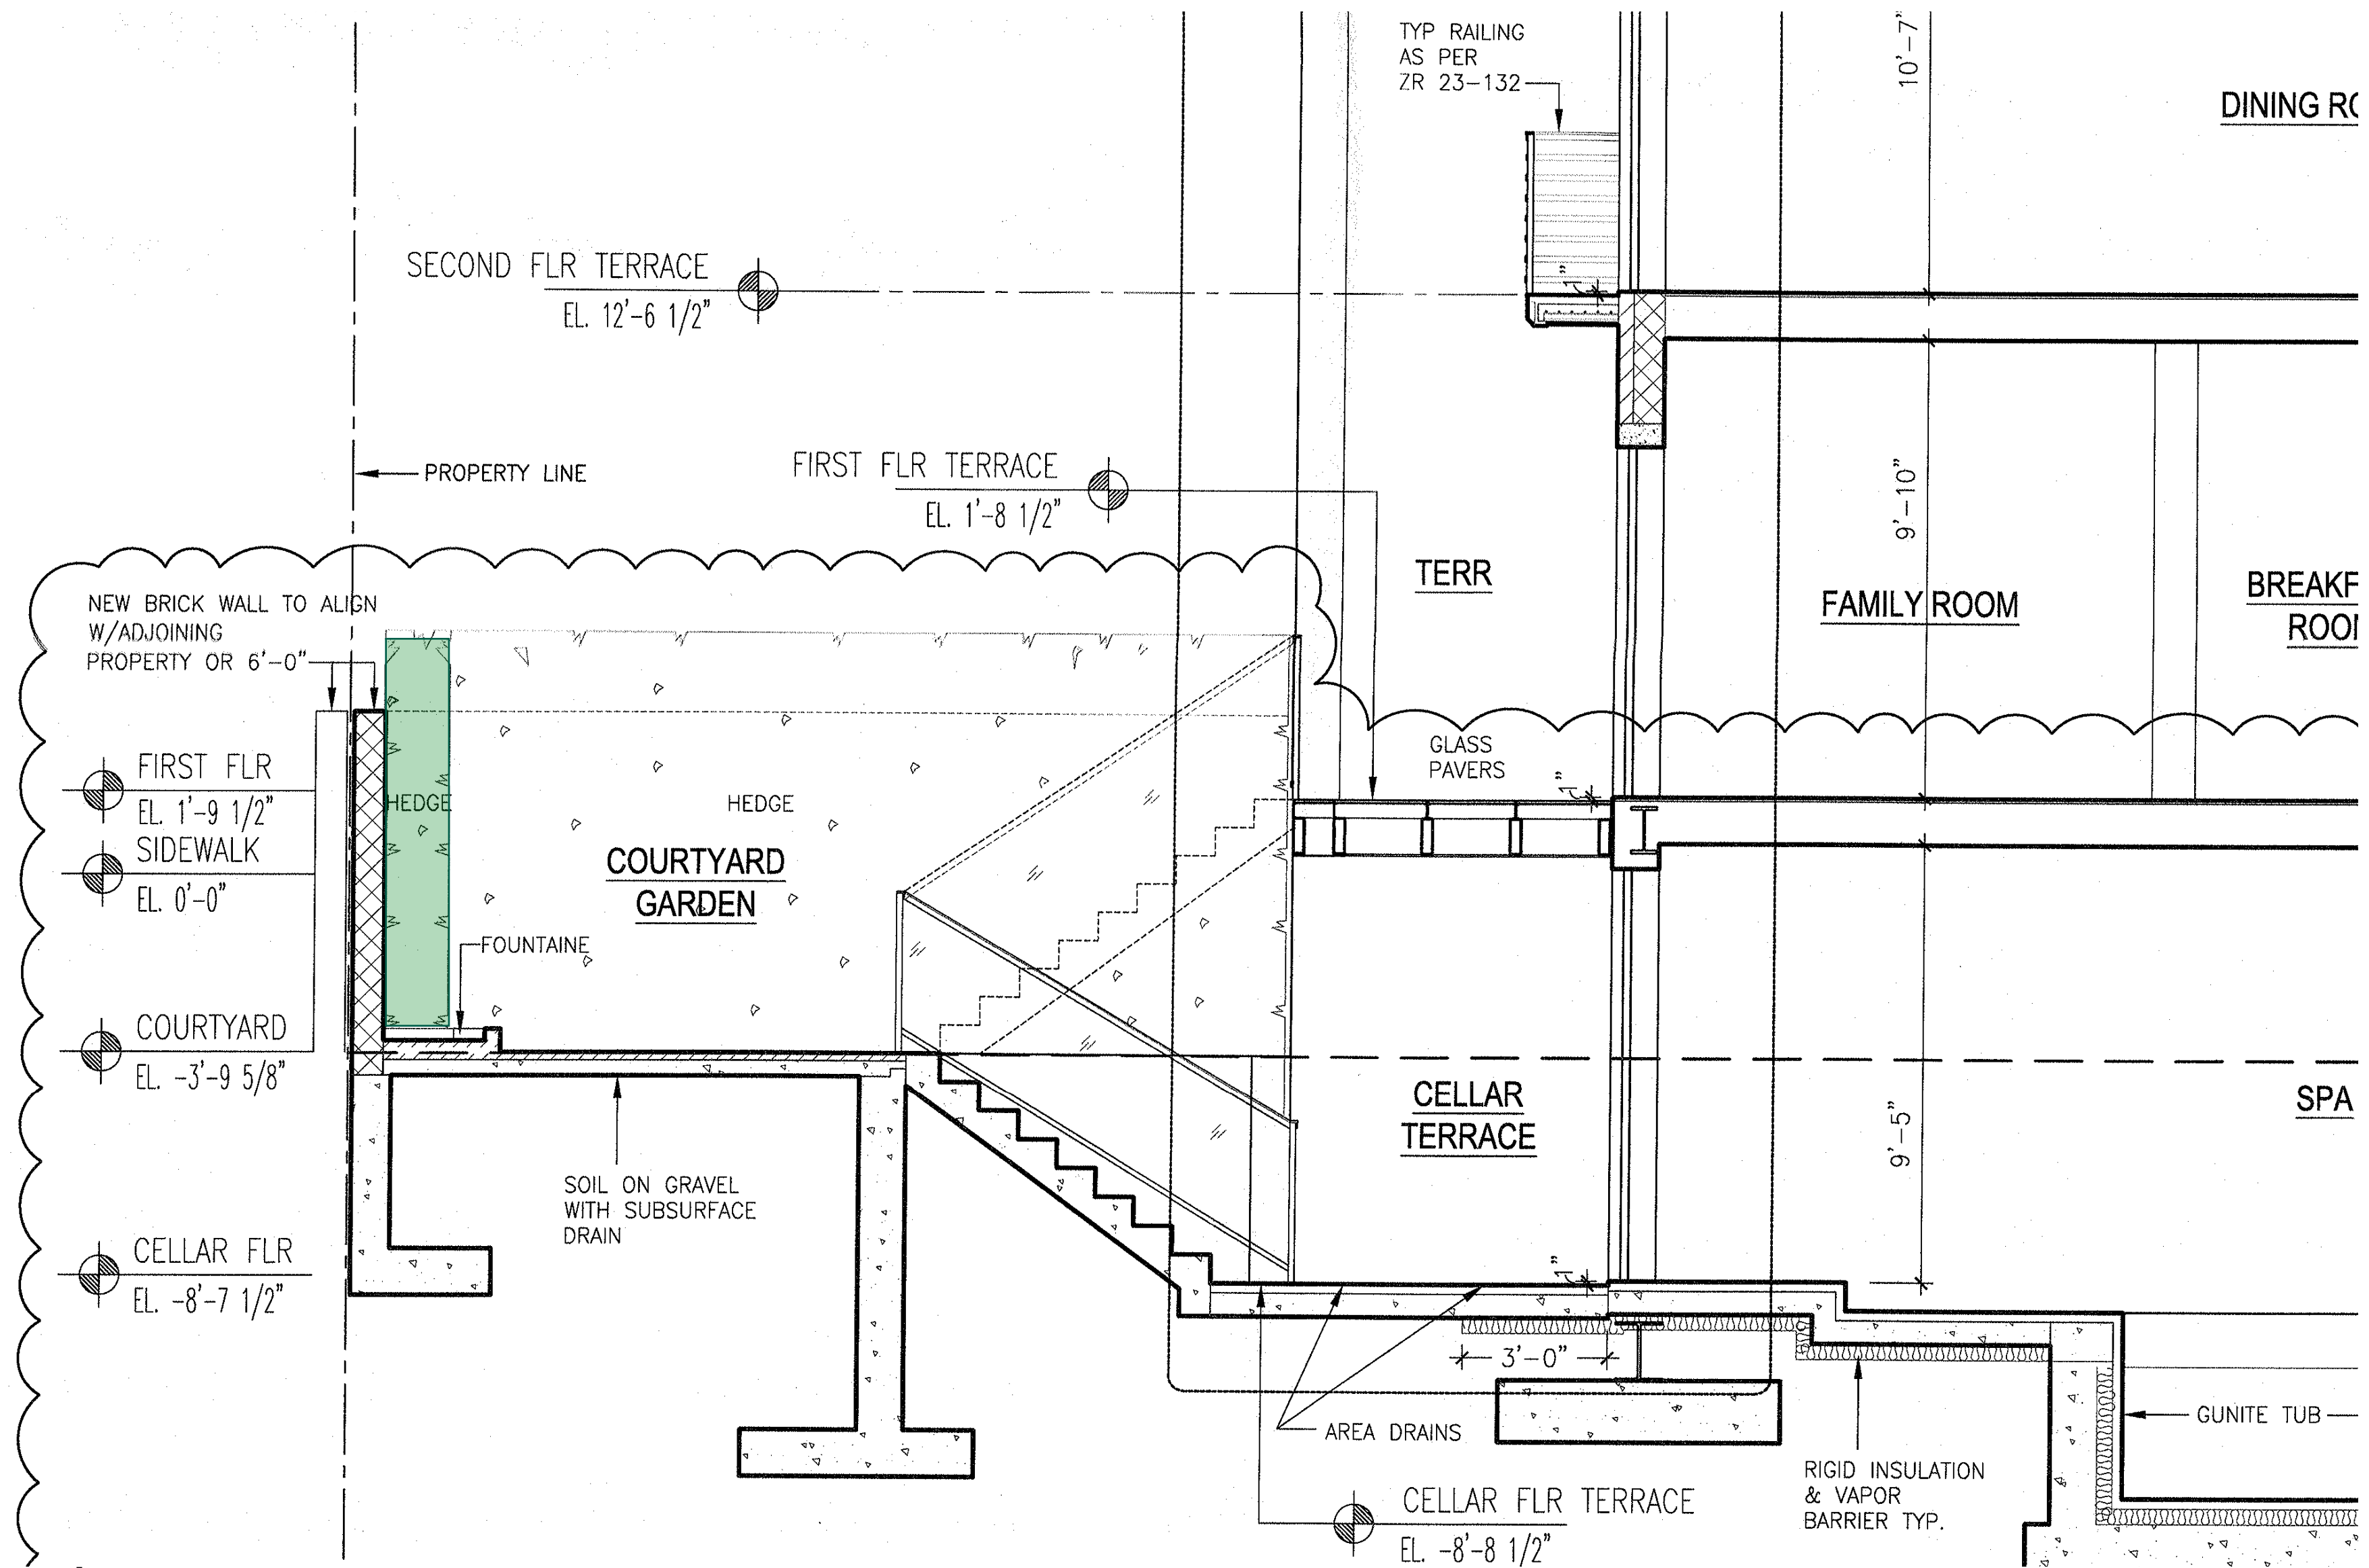 TYP RAILING
AS PER
ZR 23-132
10'-7"
SECOND FLR TERRACE
EL. 12'-6 1/2"
1"
PROPERTY LINE
FIRST FLR TERRACE
EL. 1'-8 1/2"
9'-10"
TERR
FAMILY ROOM
NEW BRICK WALL TO ALIGN
W/ADJOINING
PROPERTY OR 6'-0"
GLASS
PAVERS
1"
FIRST FLR
EL. 1'-9 1/2"
SIDEWALK
EL. 0'-0"
HEDGE
HEDGE
COURTYARD
GARDEN
FOUNTAINE
COURTYARD
EL. -3'-9 5/8"
CELLAR
TERRACE
SPA
9'-5"
SOIL ON GRAVEL
WITH SUBSURFACE
DRAIN
CELLAR FLR
EL. -8'-7 1/2"
1"
3'-0"
AREA DRAINS
GUNITE TUB
RIGID INSULATION
& VAPOR
BARRIER TYP.
CELLAR FLR TERRACE
EL. -8'-8 1/2"
DINING